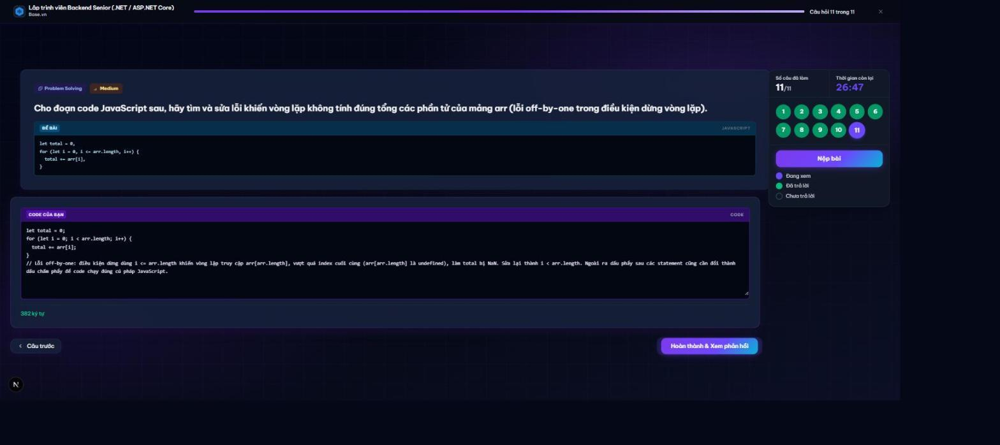 Lập trình viên Backend Senior (.NET / ASP.NET Core)
Base.vn
Câu hỏi 11 trong 11
Problem Solving
Medium
Cho đoạn code JavaScript sau, hãy tìm và sửa lỗi khiến vòng lặp không tính đúng tổng các phần tử của mảng arr (lỗi off-by-one trong điều kiện dừng vòng lặp).
ĐỀ BÀI
JAVASCRIPT
let total = 0,
for (let i = 0, i <= arr.length, i++) {
  total += arr[i],
}
Số câu đã làm
11/11
Thời gian còn lại
26:47
1 2 3 4 5 6
7 8 9 10 11
Nộp bài
Đang xem
Đã trả lời
Chưa trả lời
CODE CỦA BẠN
CODE
let total = 0;
for (let i = 0; i < arr.length; i++) {
  total += arr[i];
}
// Lỗi off-by-one: điều kiện dừng dùng i <= arr.length khiến vòng lặp truy cập arr[arr.length], vượt quá index cuối cùng (arr[arr.length] là undefined), làm total bị NaN. Sửa lại thành i < arr.length. Ngoài ra dấu phẩy sau các statement cũng cần đổi thành
dấu chấm phẩy để code chạy đúng cú pháp JavaScript.
382 ký tự
Câu trước
Hoàn thành & Xem phản hồi
N